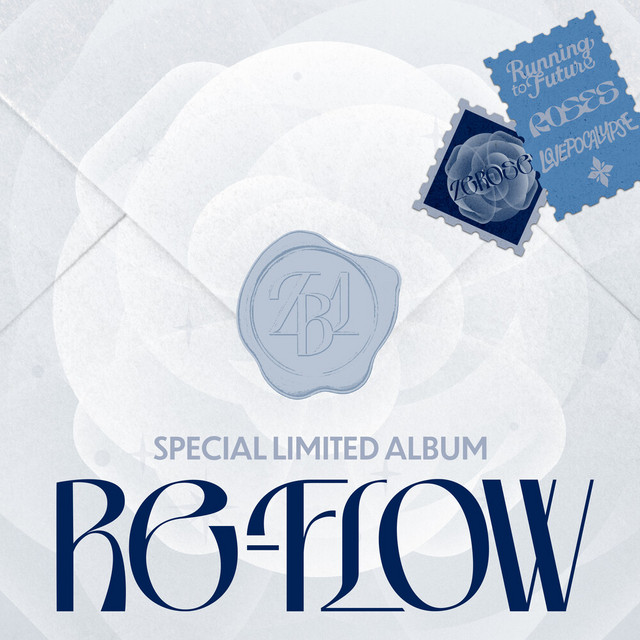 Running
to Future
ROSES
LOVEPOCALYPSE
ZEROSE
ZB1
SPECIAL LIMITED ALBUM
RE-FLOW